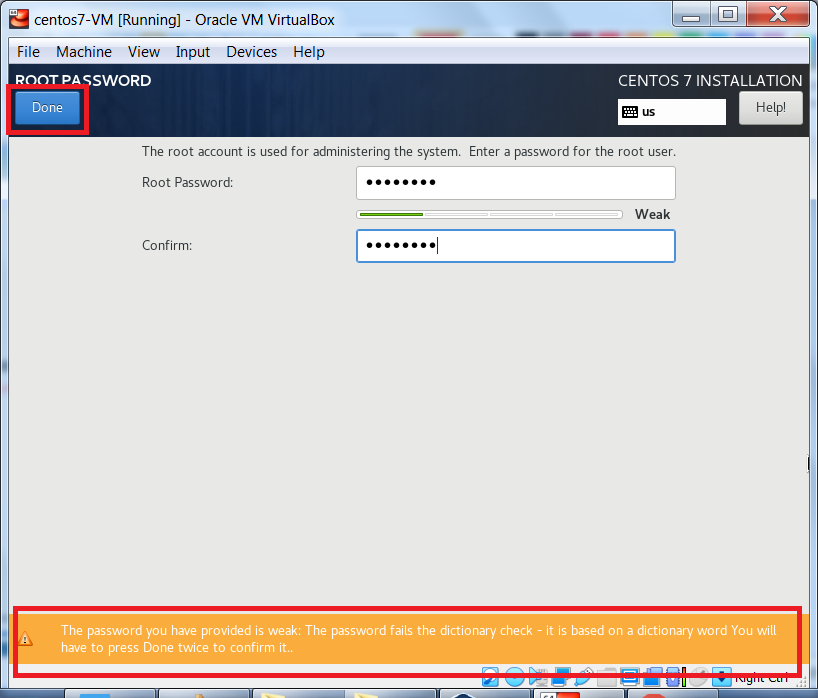 centos7-VM [Running] - Oracle VM VirtualBox
File Machine View Input Devices Help
ROOT PASSWORD
CENTOS 7 INSTALLATION
Done
us
Help!
The root account is used for administering the system.  Enter a password for the root user.
Root Password:
••••••••
Weak
Confirm:
••••••••
The password you have provided is weak: The password fails the dictionary check - it is based on a dictionary word You will
have to press Done twice to confirm it..
Right Ctrl